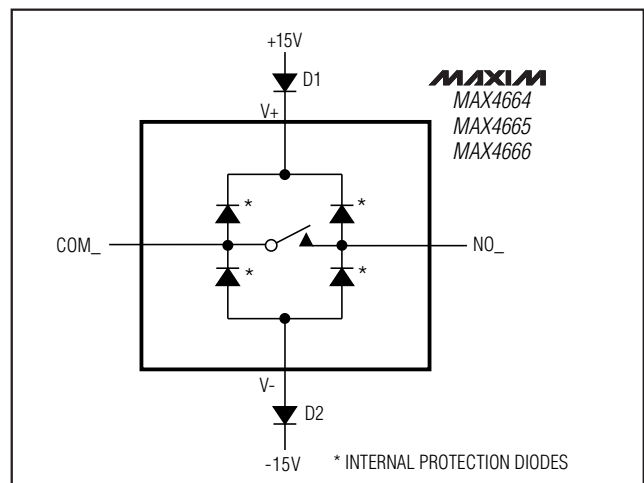 +15V
D1
MAXIM
V+
MAX4664
MAX4665
MAX4666
*
*
COM_
NO_
*
*
V-
D2
-15V
* INTERNAL PROTECTION DIODES